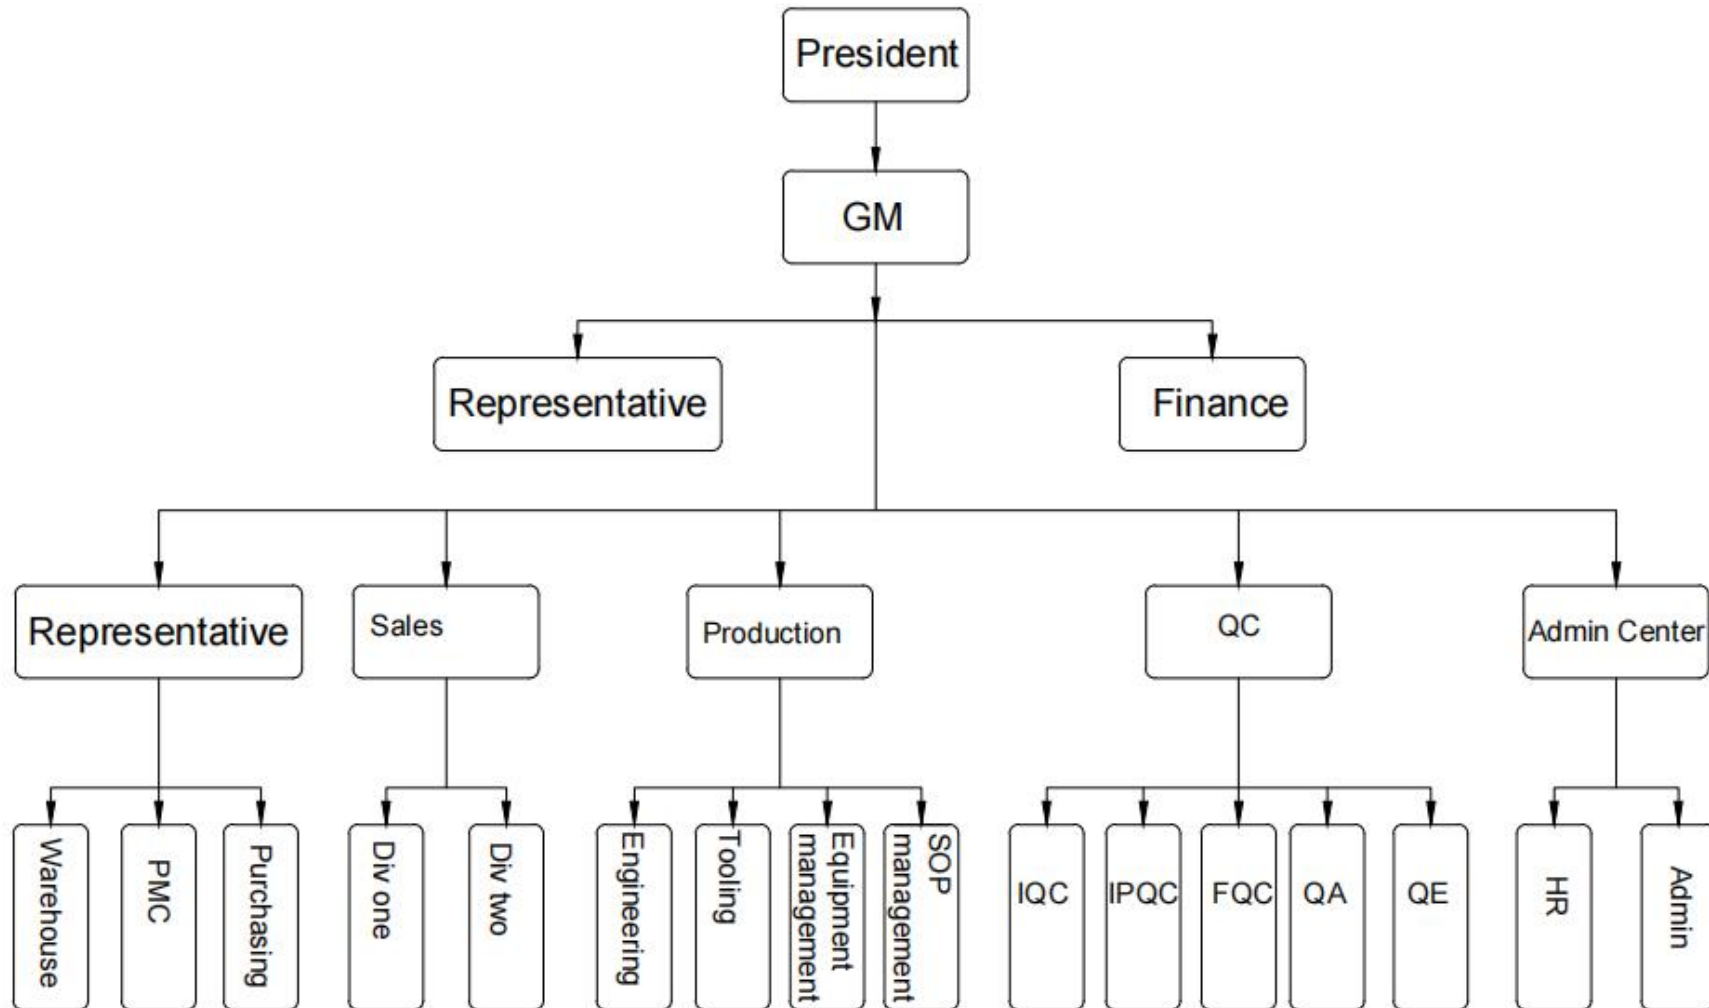 President
GM
Representative
Finance
Representative
Sales
Production
QC
Admin Center
Warehouse
PMC
Purchasing
Div one
Div two
Engineering
Tooling
Equipment
management
SOP
management
IQC
IPQC
FQC
QA
QE
HR
Admin